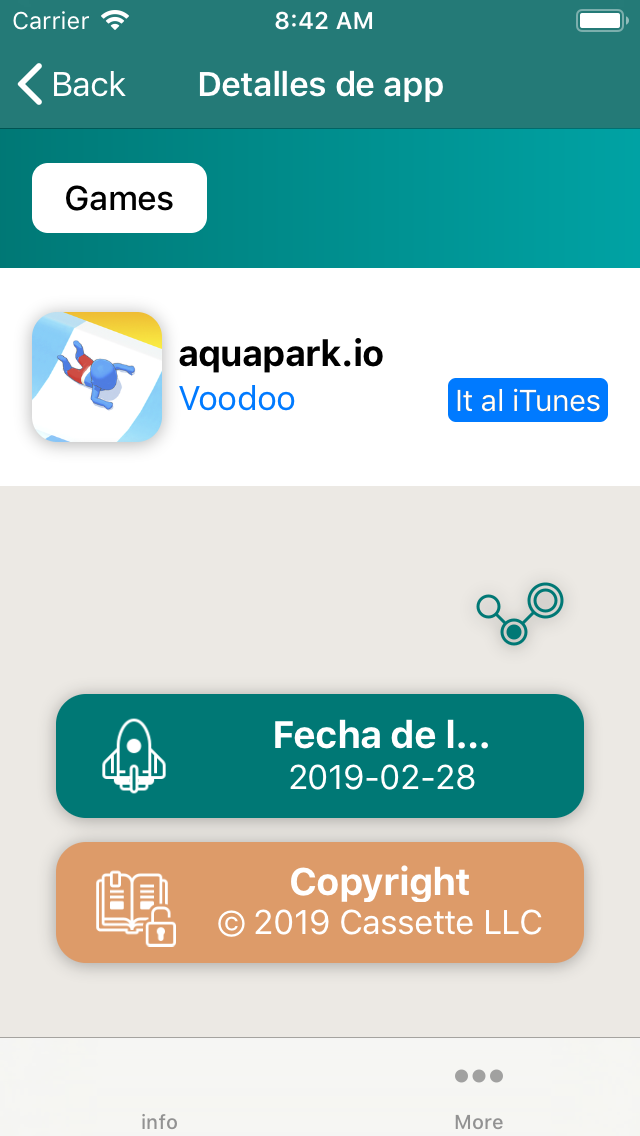 Carrier 8:42 AM
Back Detalles de app
Games
aquapark.io
Voodoo
It al iTunes
Fecha de l...
2019-02-28
Copyright
© 2019 Cassette LLC
info More